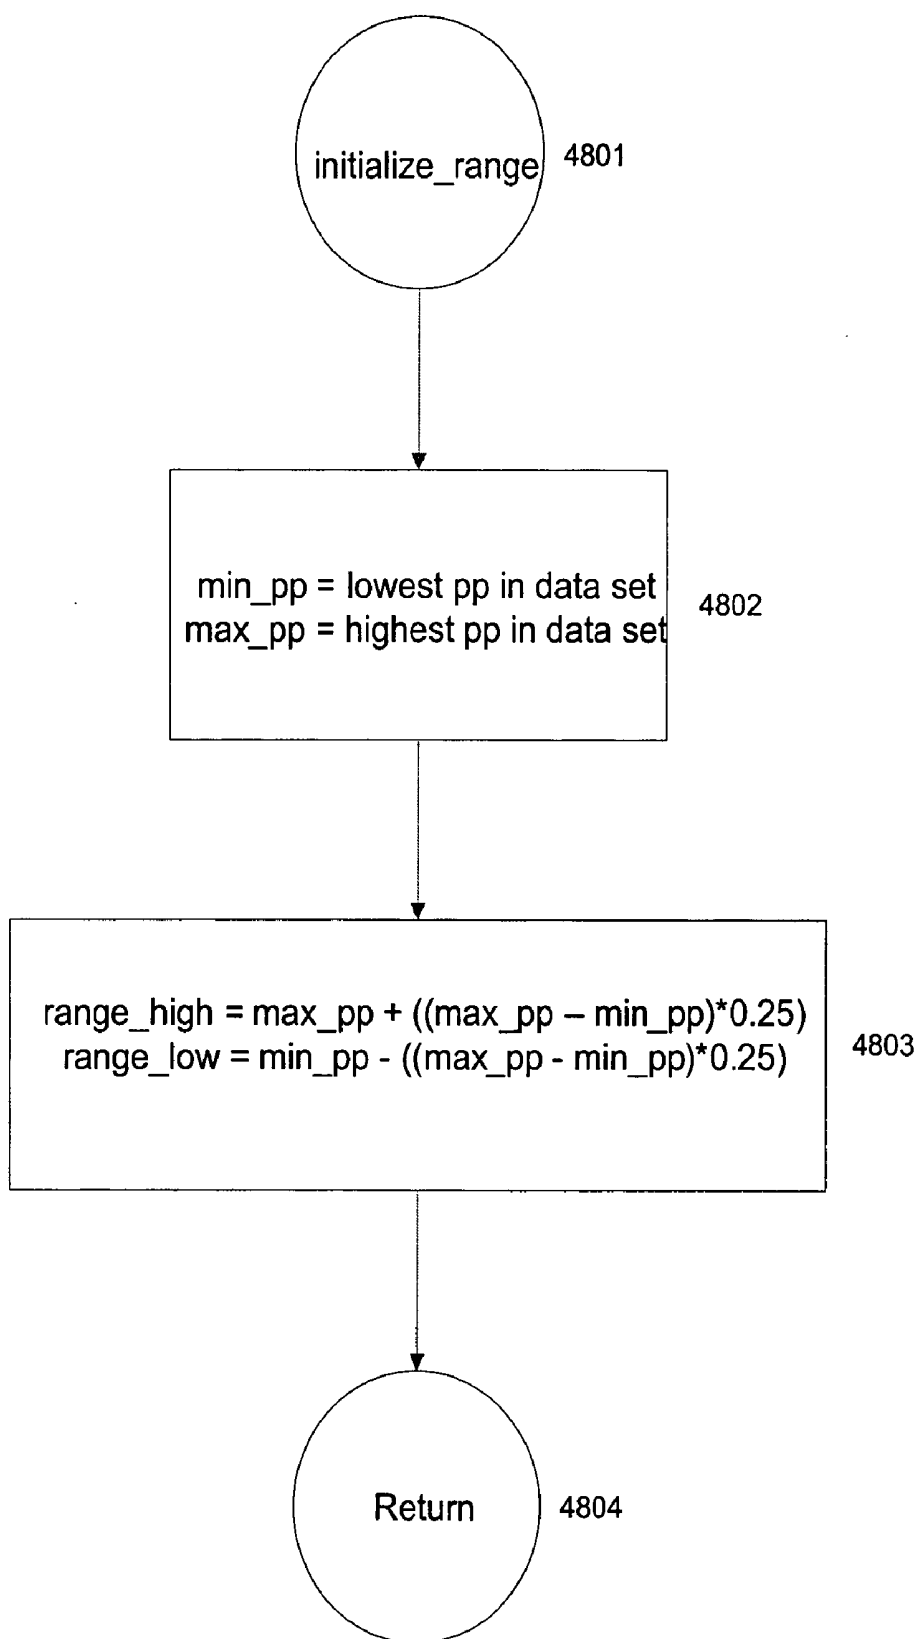 initialize_range
4801
min_pp = lowest pp in data set
max_pp = highest pp in data set
4802
range_high = max_pp + ((max_pp – min_pp)*0.25)
range_low = min_pp - ((max_pp - min_pp)*0.25)
4803
Return
4804